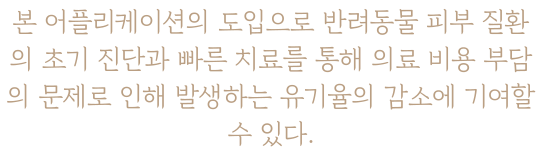 본 어플리케이션의 도입으로 반려동물 피부 질환
의 초기 진단과 빠른 치료를 통해 의료 비용 부담
의 문제로 인해 발생하는 유기율의 감소에 기여할
수 있다.